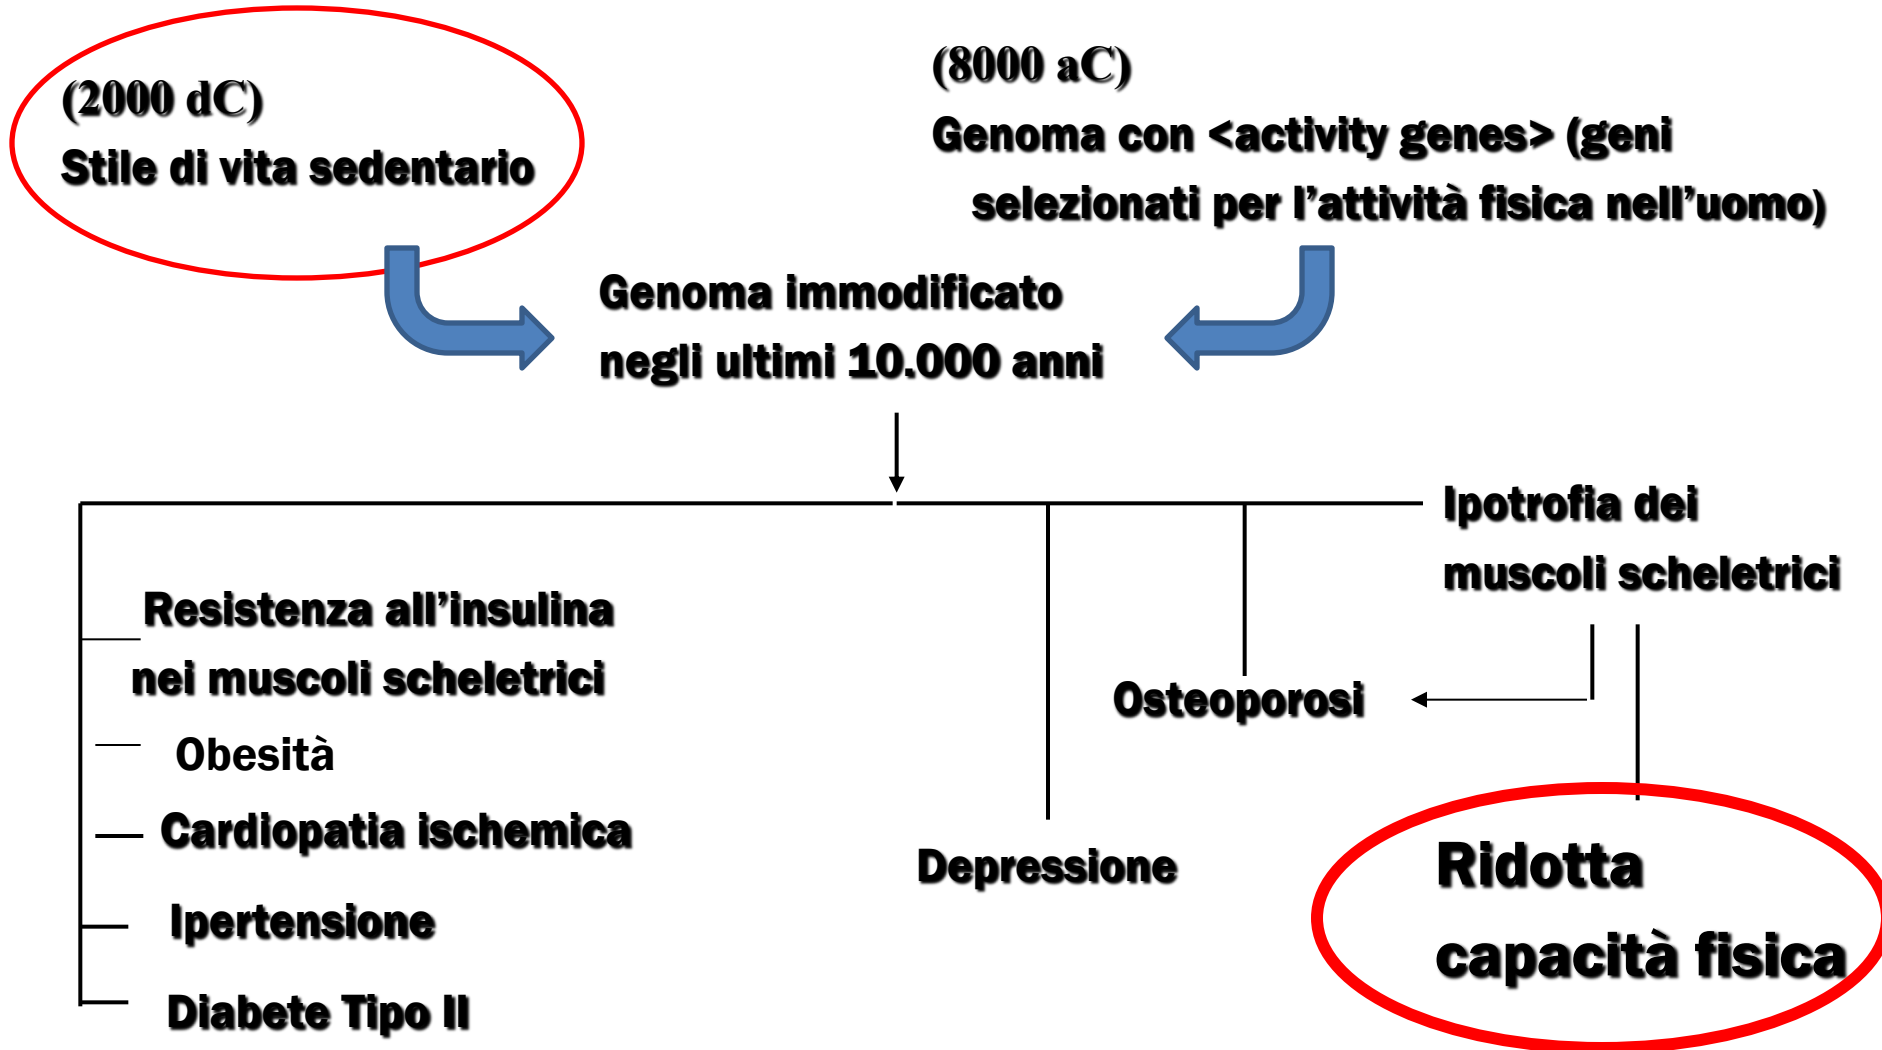 (2000 dC)
Stile di vita sedentario
(8000 aC)
Genoma con <activity genes> (geni
selezionati per l’attività fisica nell’uomo)
Genoma immodificato
negli ultimi 10.000 anni
Ipotrofia dei
muscoli scheletrici
Resistenza all’insulina
nei muscoli scheletrici
Obesità
Cardiopatia ischemica
Ipertensione
Diabete Tipo II
Osteoporosi
Depressione
Ridotta
capacità fisica